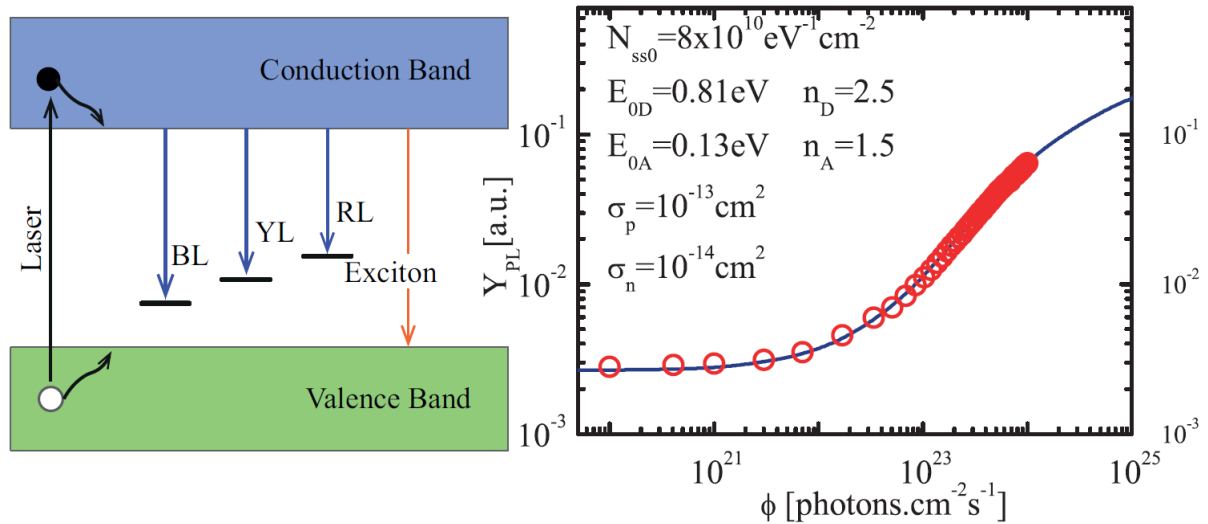 Conduction Band
Laser
BL
YL
RL
Exciton
Valence Band
N_ss0=8x10^10 eV^-1 cm^-2
E_0D=0.81eV n_D=2.5
E_0A=0.13eV n_A=1.5
σ_p=10^-13 cm^2
σ_n=10^-14 cm^2
Y_PL[a.u.]
10^-1
10^-2
10^-3
10^-1
10^-2
10^-3
10^21 10^23 10^25
ϕ [photons.cm^-2 s^-1]